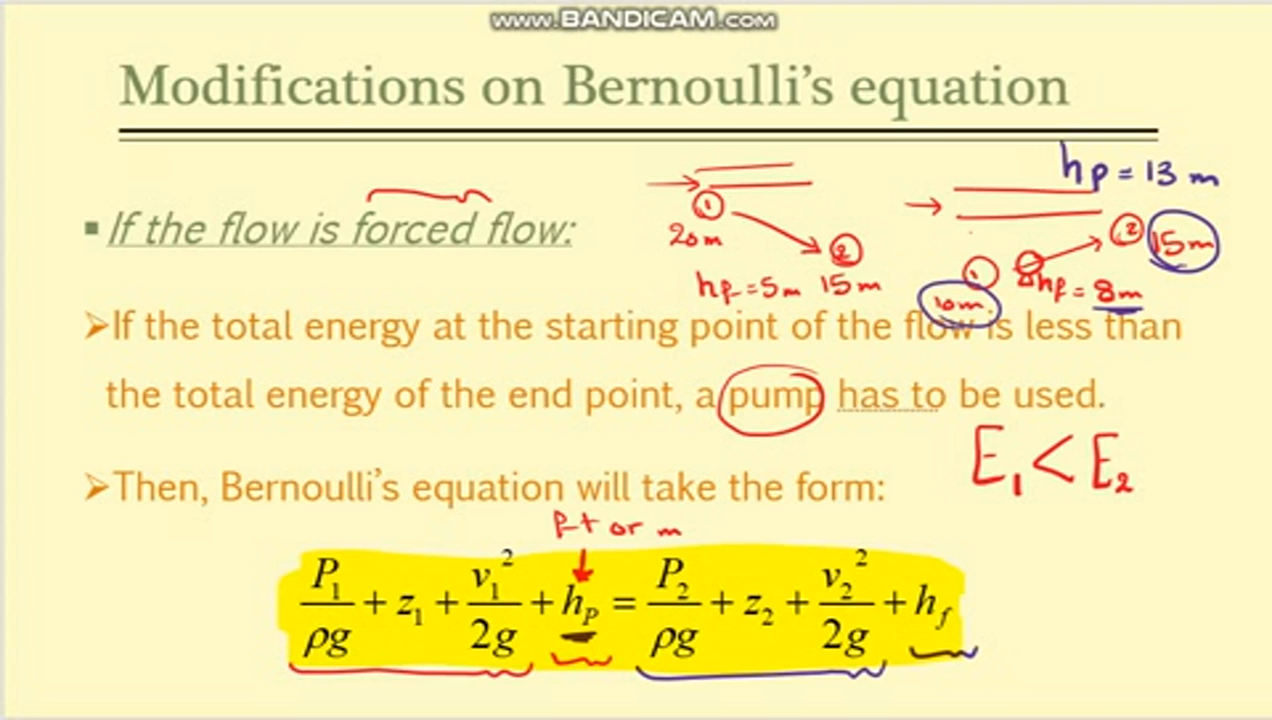 www.BANDICAM.com
Modifications on Bernoulli's equation
hp = 13 m
▪ If the flow is forced flow:
1
20m
2
hf = 5m 15m
1
10m
2
15m
hf = 8m
➤If the total energy at the starting point of the flow is less than
the total energy of the end point, a pump has to be used.
E₁ < E₂
➤Then, Bernoulli's equation will take the form:
ft or m
P₁/ρg + z₁ + v₁²/2g + hₚ = P₂/ρg + z₂ + v₂²/2g + h_f